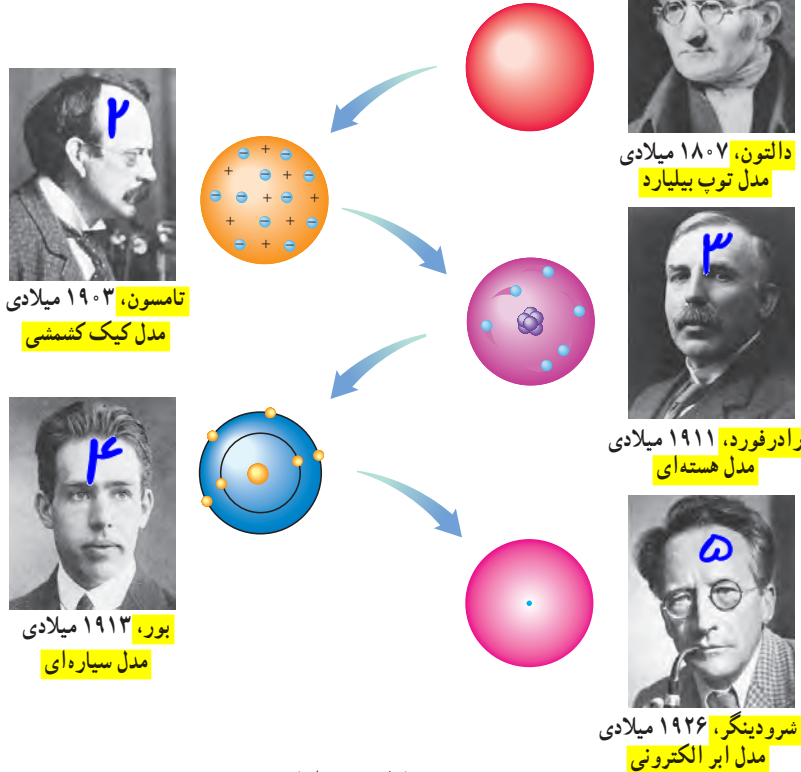 دالتون، ۱۸۰۷ میلادی
مدل توپ بیلیارد
۲
تامسون، ۱۹۰۳ میلادی
مدل کیک کشمشی
۳
رادرفورد، ۱۹۱۱ میلادی
مدل هسته‌ای
۴
بور، ۱۹۱۳ میلادی
مدل سیاره‌ای
۵
شرودینگر، ۱۹۲۶ میلادی
مدل ابر الکترونی